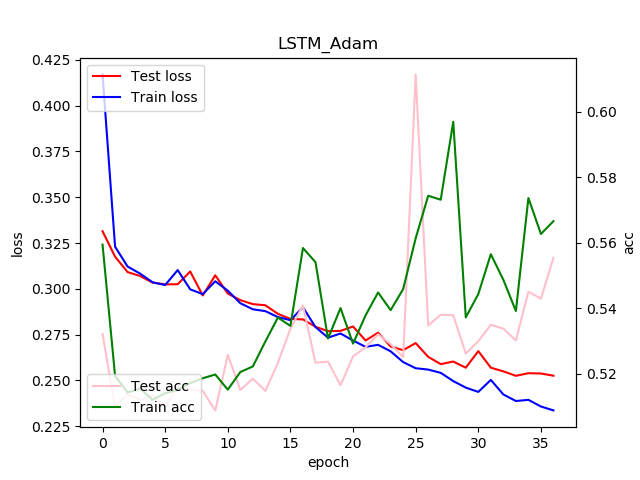 LSTM_Adam
Test loss
Train loss
Test acc
Train acc
0.425
0.400
0.375
0.350
0.325
0.300
0.275
0.250
0.225
loss
0.60
0.58
0.56
0.54
0.52
acc
0 5 10 15 20 25 30 35
epoch